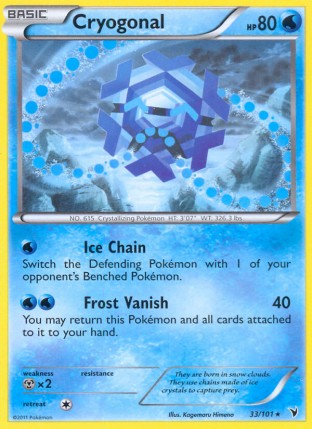 BASIC
Cryogonal HP80
NO. 615 Crystallizing Pokémon HT: 3'07" WT: 326.3 lbs.
Ice Chain
Switch the Defending Pokémon with 1 of your
opponent's Benched Pokémon.
Frost Vanish 40
You may return this Pokémon and all cards attached
to it to your hand.
weakness resistance
×2
retreat
They are born in snow clouds.
They use chains made of ice
crystals to capture prey.
©2011 Pokémon Illus. Kagemaru Himeno 33/101